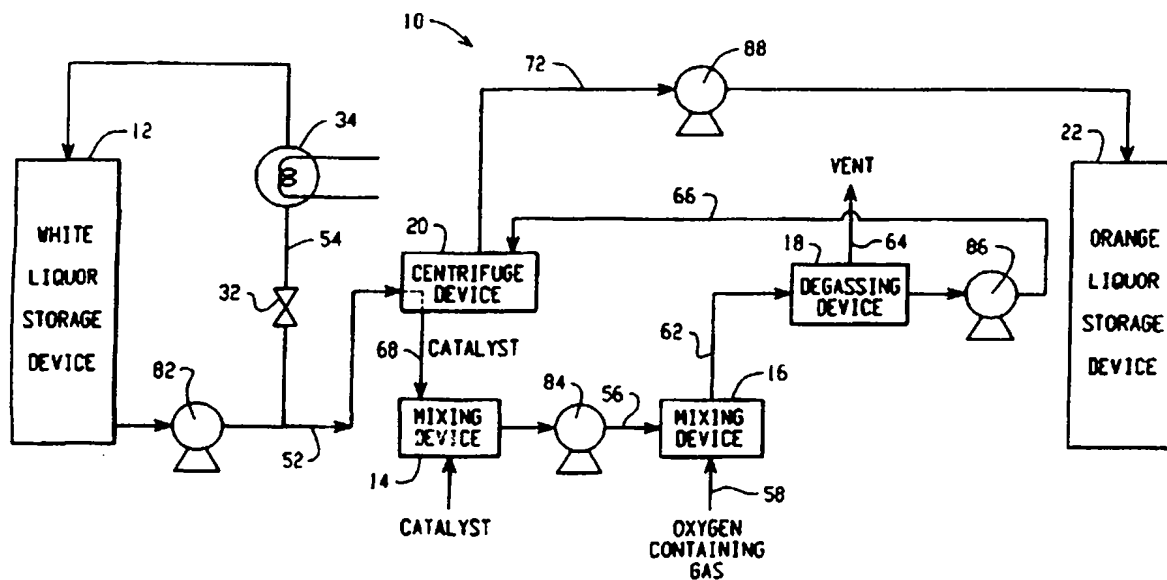 10
88
72
12
34
22
VENT
66
WHITE
LIQUOR
STORAGE
DEVICE
54
20
CENTRIFUGE
DEVICE
18
64
DEGASSING
DEVICE
86
ORANGE
LIQUOR
STORAGE
DEVICE
32
68
CATALYST
62
82
84
56
16
MIXING
DEVICE
MIXING
DEVICE
52
14
58
CATALYST
OXYGEN
CONTAINING
GAS